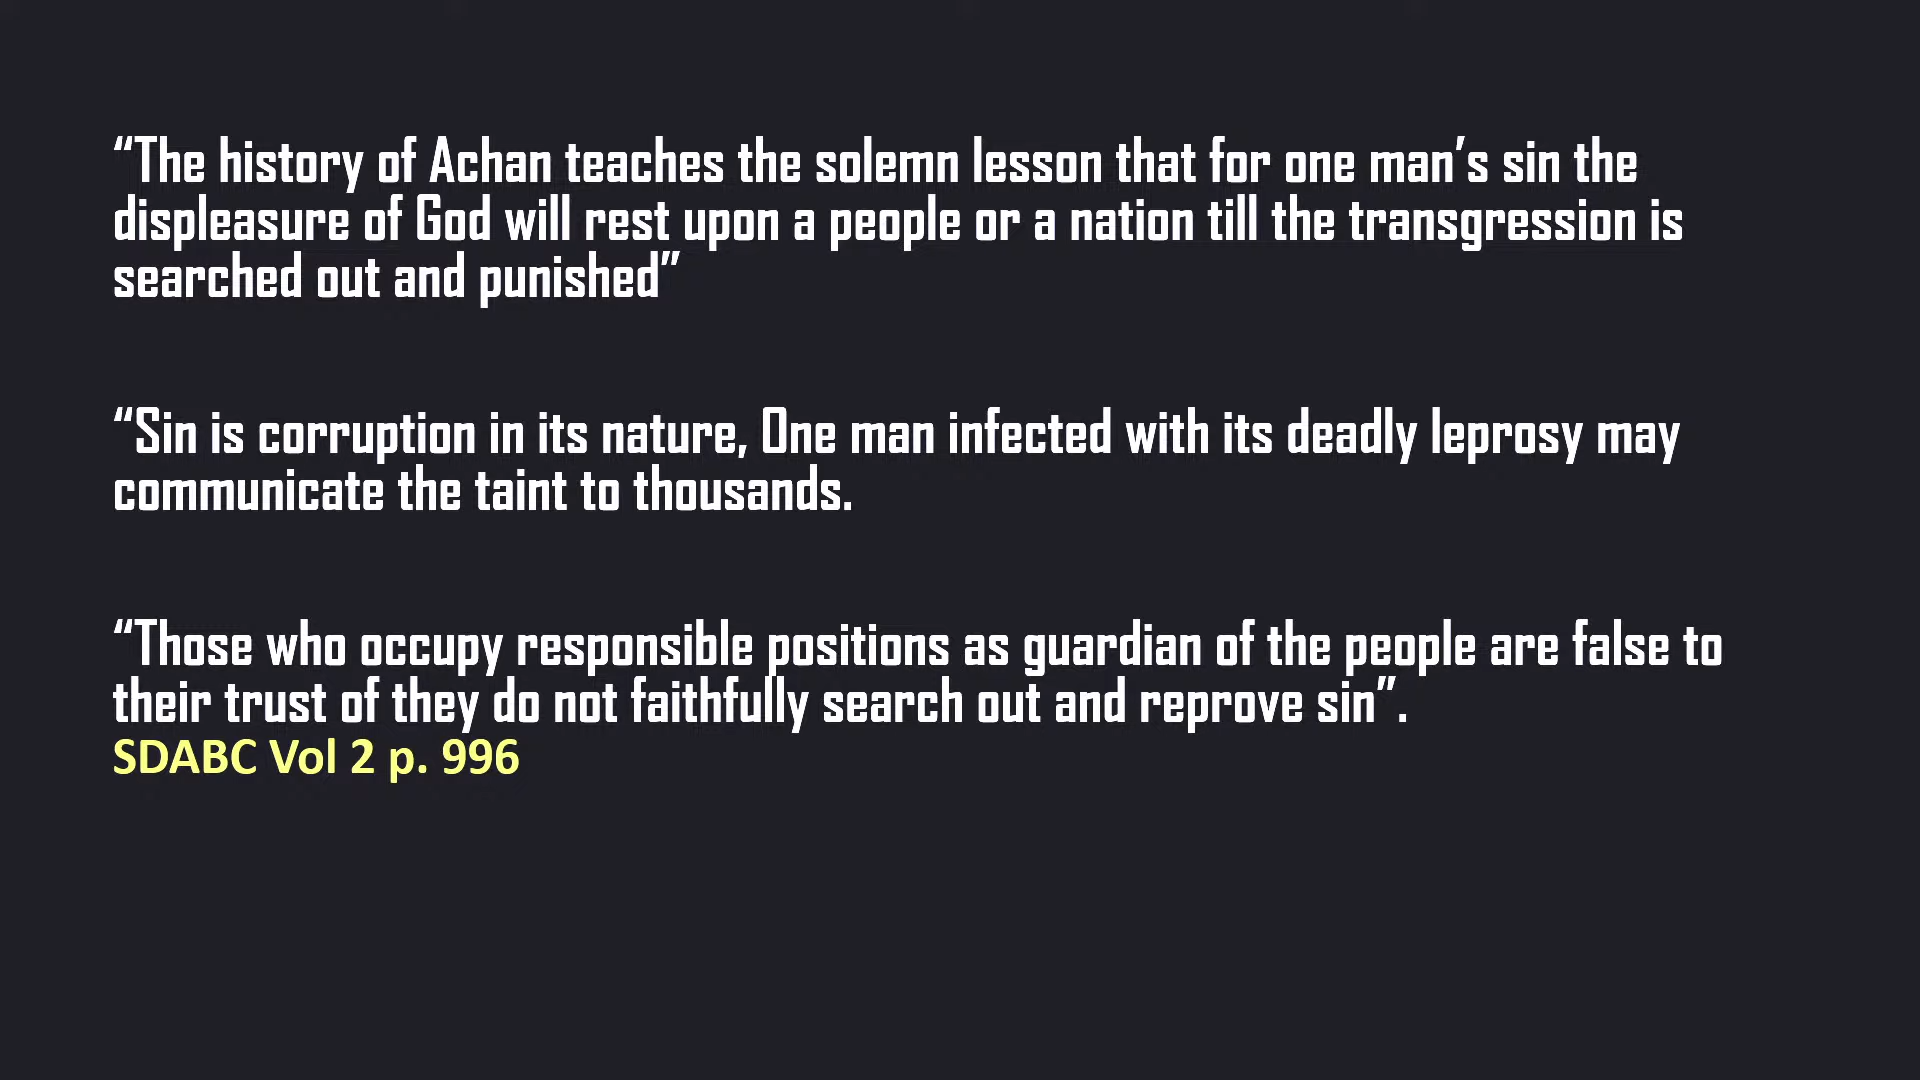 “The history of Achan teaches the solemn lesson that for one man’s sin the
displeasure of God will rest upon a people or a nation till the transgression is
searched out and punished”
“Sin is corruption in its nature, One man infected with its deadly leprosy may
communicate the taint to thousands.
“Those who occupy responsible positions as guardian of the people are false to
their trust of they do not faithfully search out and reprove sin”.
SDABC Vol 2 p. 996